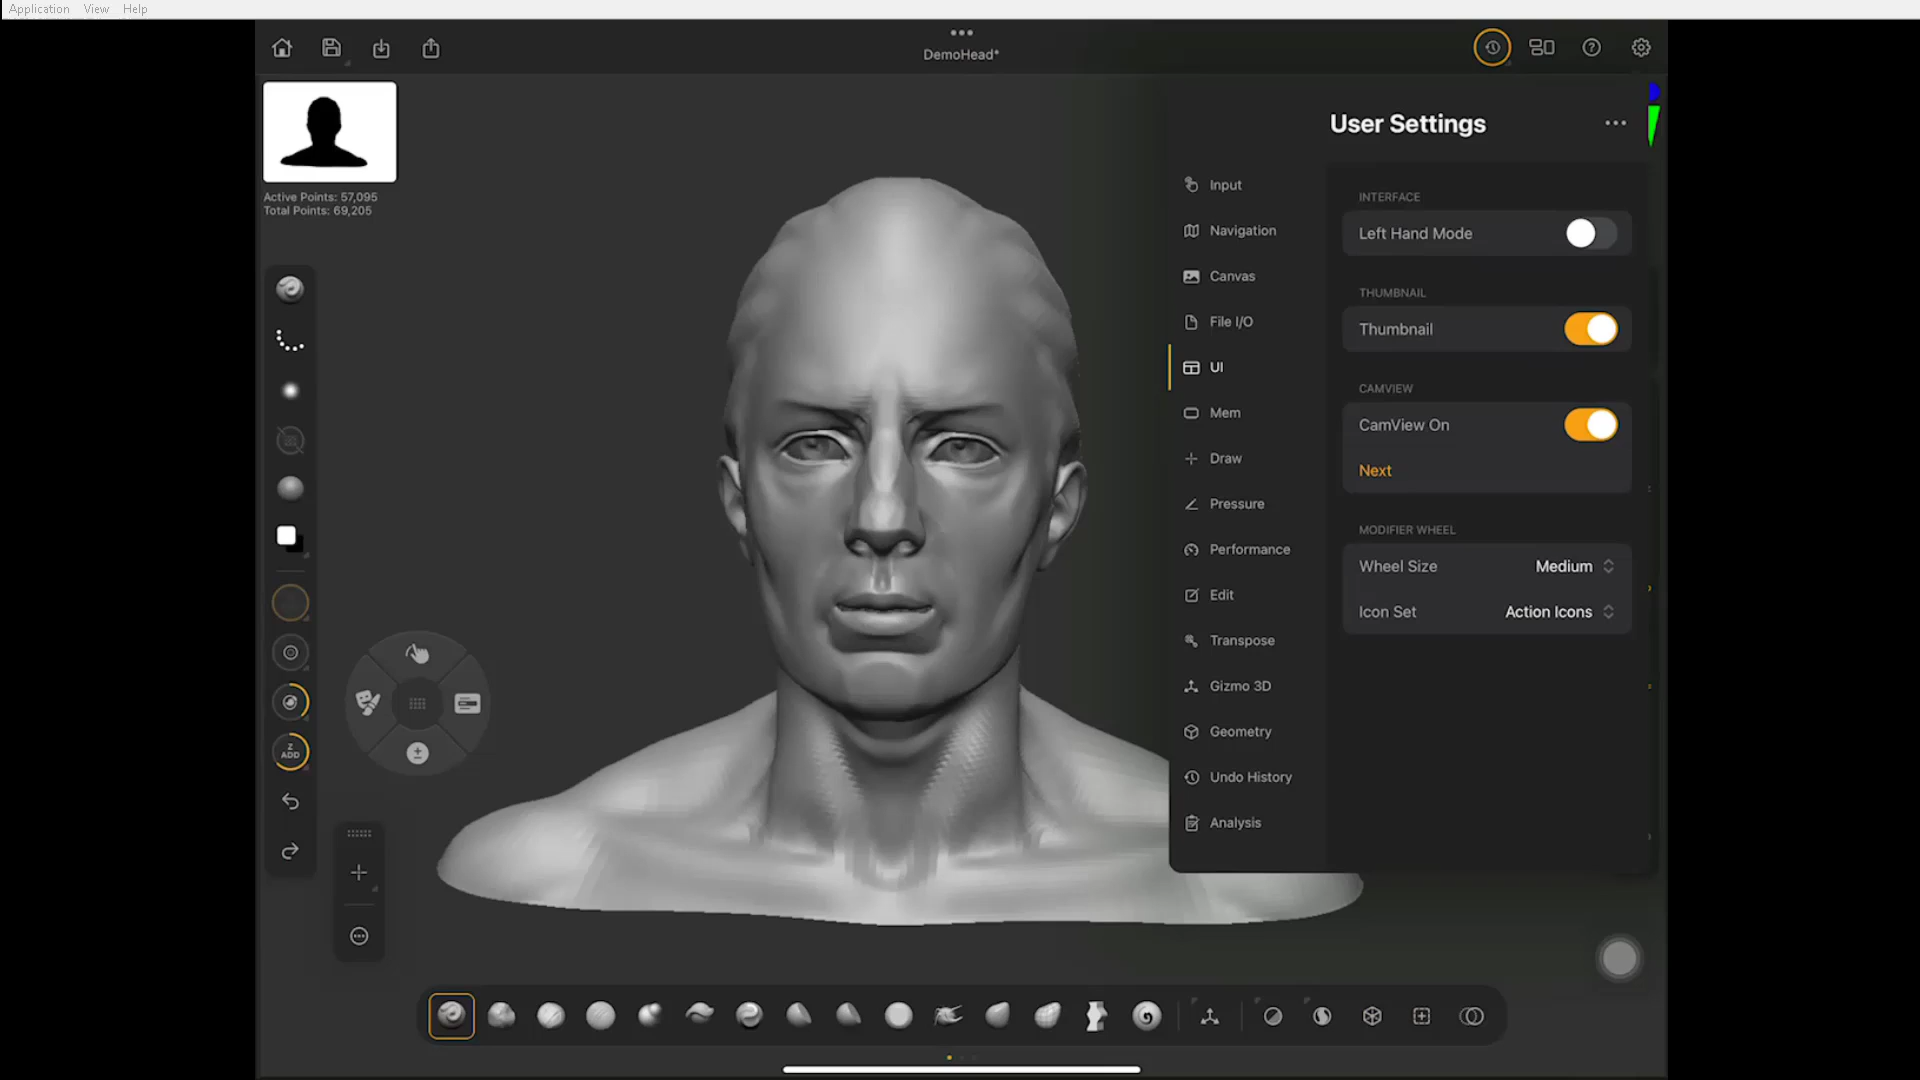 Application View Help
DemoHead*
Active Points: 57,095
Total Points: 69,205
User Settings
Input
Navigation
Canvas
File I/O
UI
Mem
Draw
Pressure
Performance
Edit
Transpose
Gizmo 3D
Geometry
Undo History
Analysis
INTERFACE
Left Hand Mode
THUMBNAIL
Thumbnail
CAMVIEW
CamView On
Next
MODIFIER WHEEL
Wheel Size Medium
Icon Set Action Icons
Z
ADD